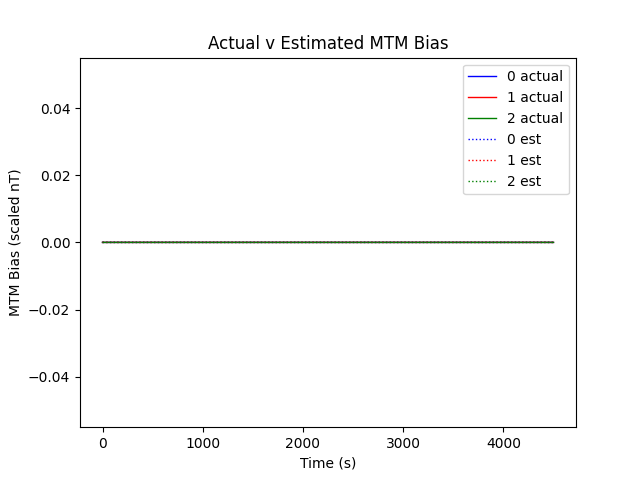 Actual v Estimated MTM Bias
0 actual
1 actual
2 actual
0 est
1 est
2 est
MTM Bias (scaled nT)
0.04
0.02
0.00
−0.02
−0.04
0 1000 2000 3000 4000
Time (s)